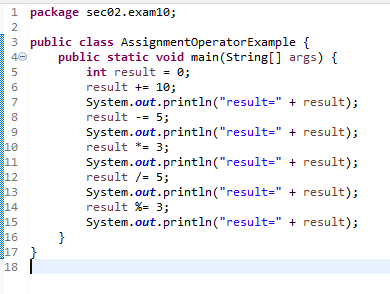 1 package sec02.exam10;
2
3 public class AssignmentOperatorExample {
4     public static void main(String[] args) {
5         int result = 0;
6         result += 10;
7         System.out.println("result=" + result);
8         result -= 5;
9         System.out.println("result=" + result);
10         result *= 3;
11         System.out.println("result=" + result);
12         result /= 5;
13         System.out.println("result=" + result);
14         result %= 3;
15         System.out.println("result=" + result);
16     }
17 }
18